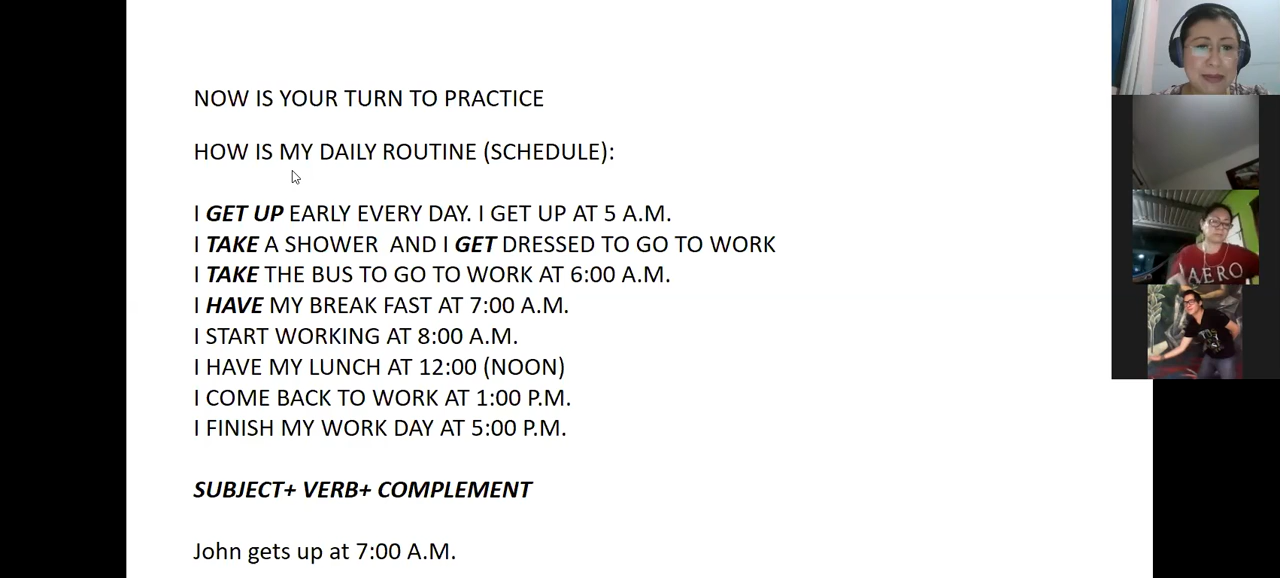 NOW IS YOUR TURN TO PRACTICE
HOW IS MY DAILY ROUTINE (SCHEDULE):
I GET UP EARLY EVERY DAY. I GET UP AT 5 A.M.
I TAKE A SHOWER  AND I GET DRESSED TO GO TO WORK
I TAKE THE BUS TO GO TO WORK AT 6:00 A.M.
I HAVE MY BREAK FAST AT 7:00 A.M.
I START WORKING AT 8:00 A.M.
I HAVE MY LUNCH AT 12:00 (NOON)
I COME BACK TO WORK AT 1:00 P.M.
I FINISH MY WORK DAY AT 5:00 P.M.
SUBJECT+ VERB+ COMPLEMENT
John gets up at 7:00 A.M.
AERO